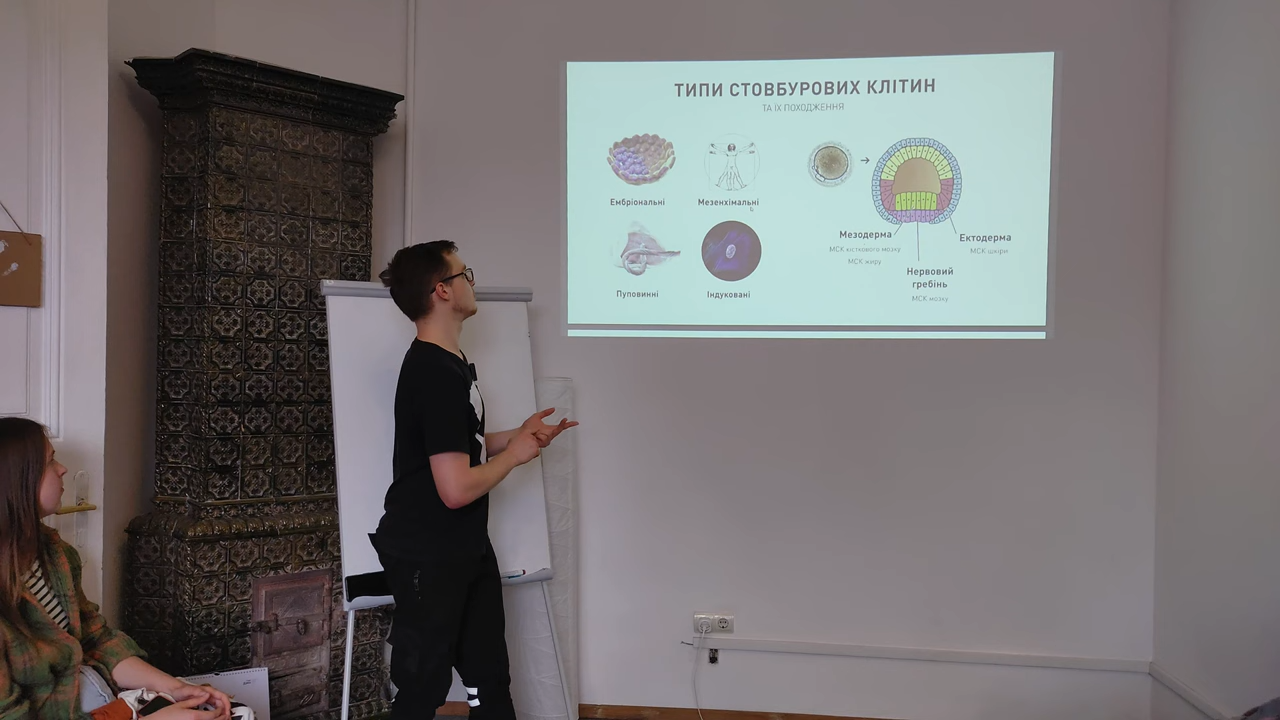 ТИПИ СТОВБУРОВИХ КЛІТИН
ТА ЇХ ПОХОДЖЕННЯ
Ембріональні
Мезенхімальні
Пуповинні
Індуковані
Мезодерма
МСК кісткового мозку
МСК жиру
Нервовий
гребінь
МСК мозку
Ектодерма
МСК шкіри